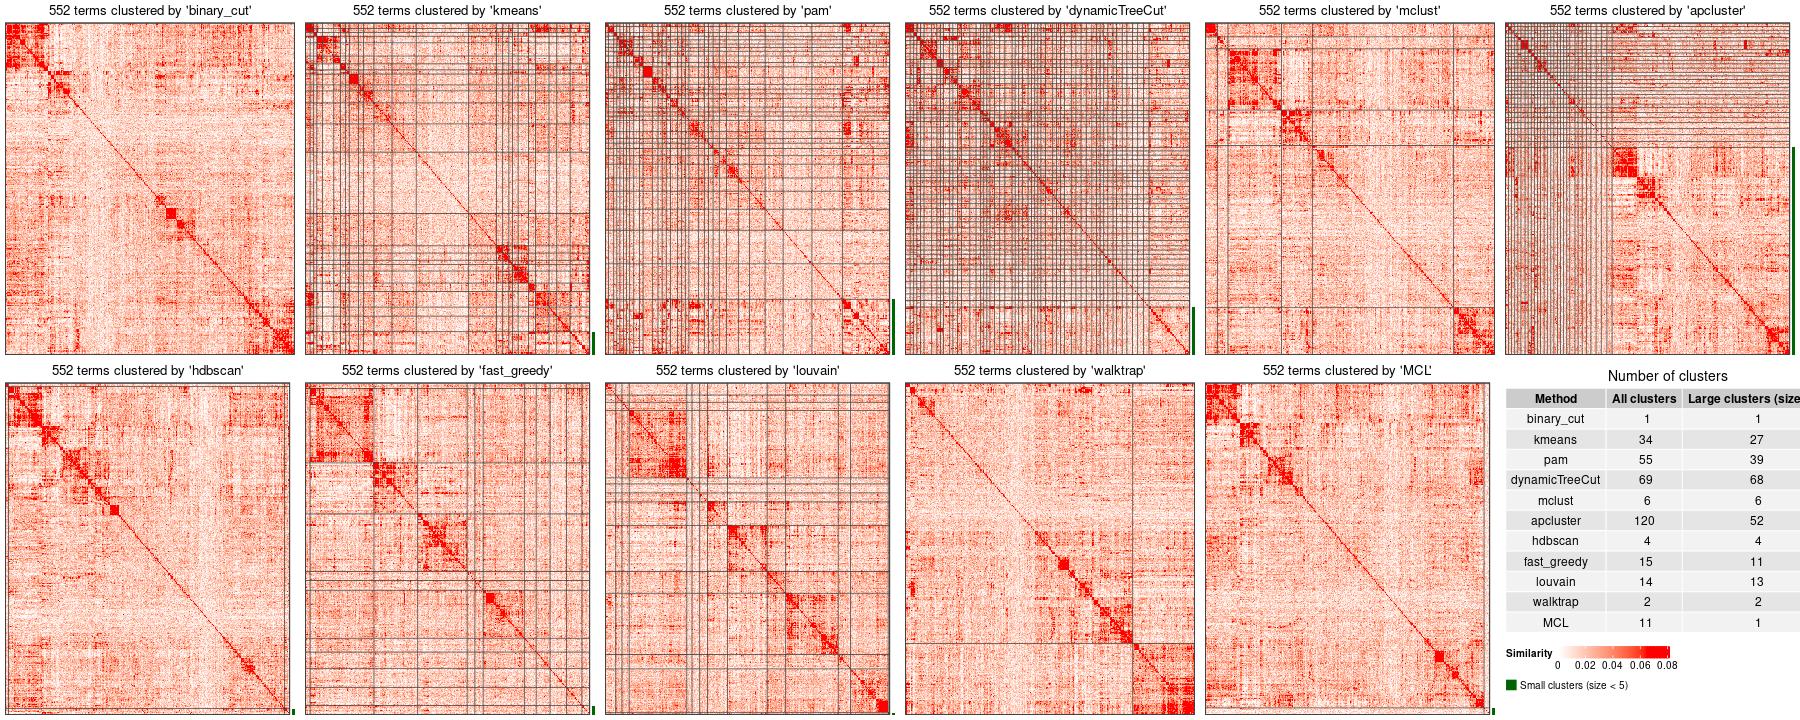 552 terms clustered by 'binary_cut'
552 terms clustered by 'kmeans'
552 terms clustered by 'pam'
552 terms clustered by 'dynamicTreeCut'
552 terms clustered by 'mclust'
552 terms clustered by 'apcluster'
552 terms clustered by 'hdbscan'
552 terms clustered by 'fast_greedy'
552 terms clustered by 'louvain'
552 terms clustered by 'walktrap'
552 terms clustered by 'MCL'
Number of clusters
Method All clusters Large clusters (size
binary_cut 1 1
kmeans 34 27
pam 55 39
dynamicTreeCut 69 68
mclust 6 6
apcluster 120 52
hdbscan 4 4
fast_greedy 15 11
louvain 14 13
walktrap 2 2
MCL 11 1
Similarity
0 0.02 0.04 0.06 0.08
Small clusters (size < 5)